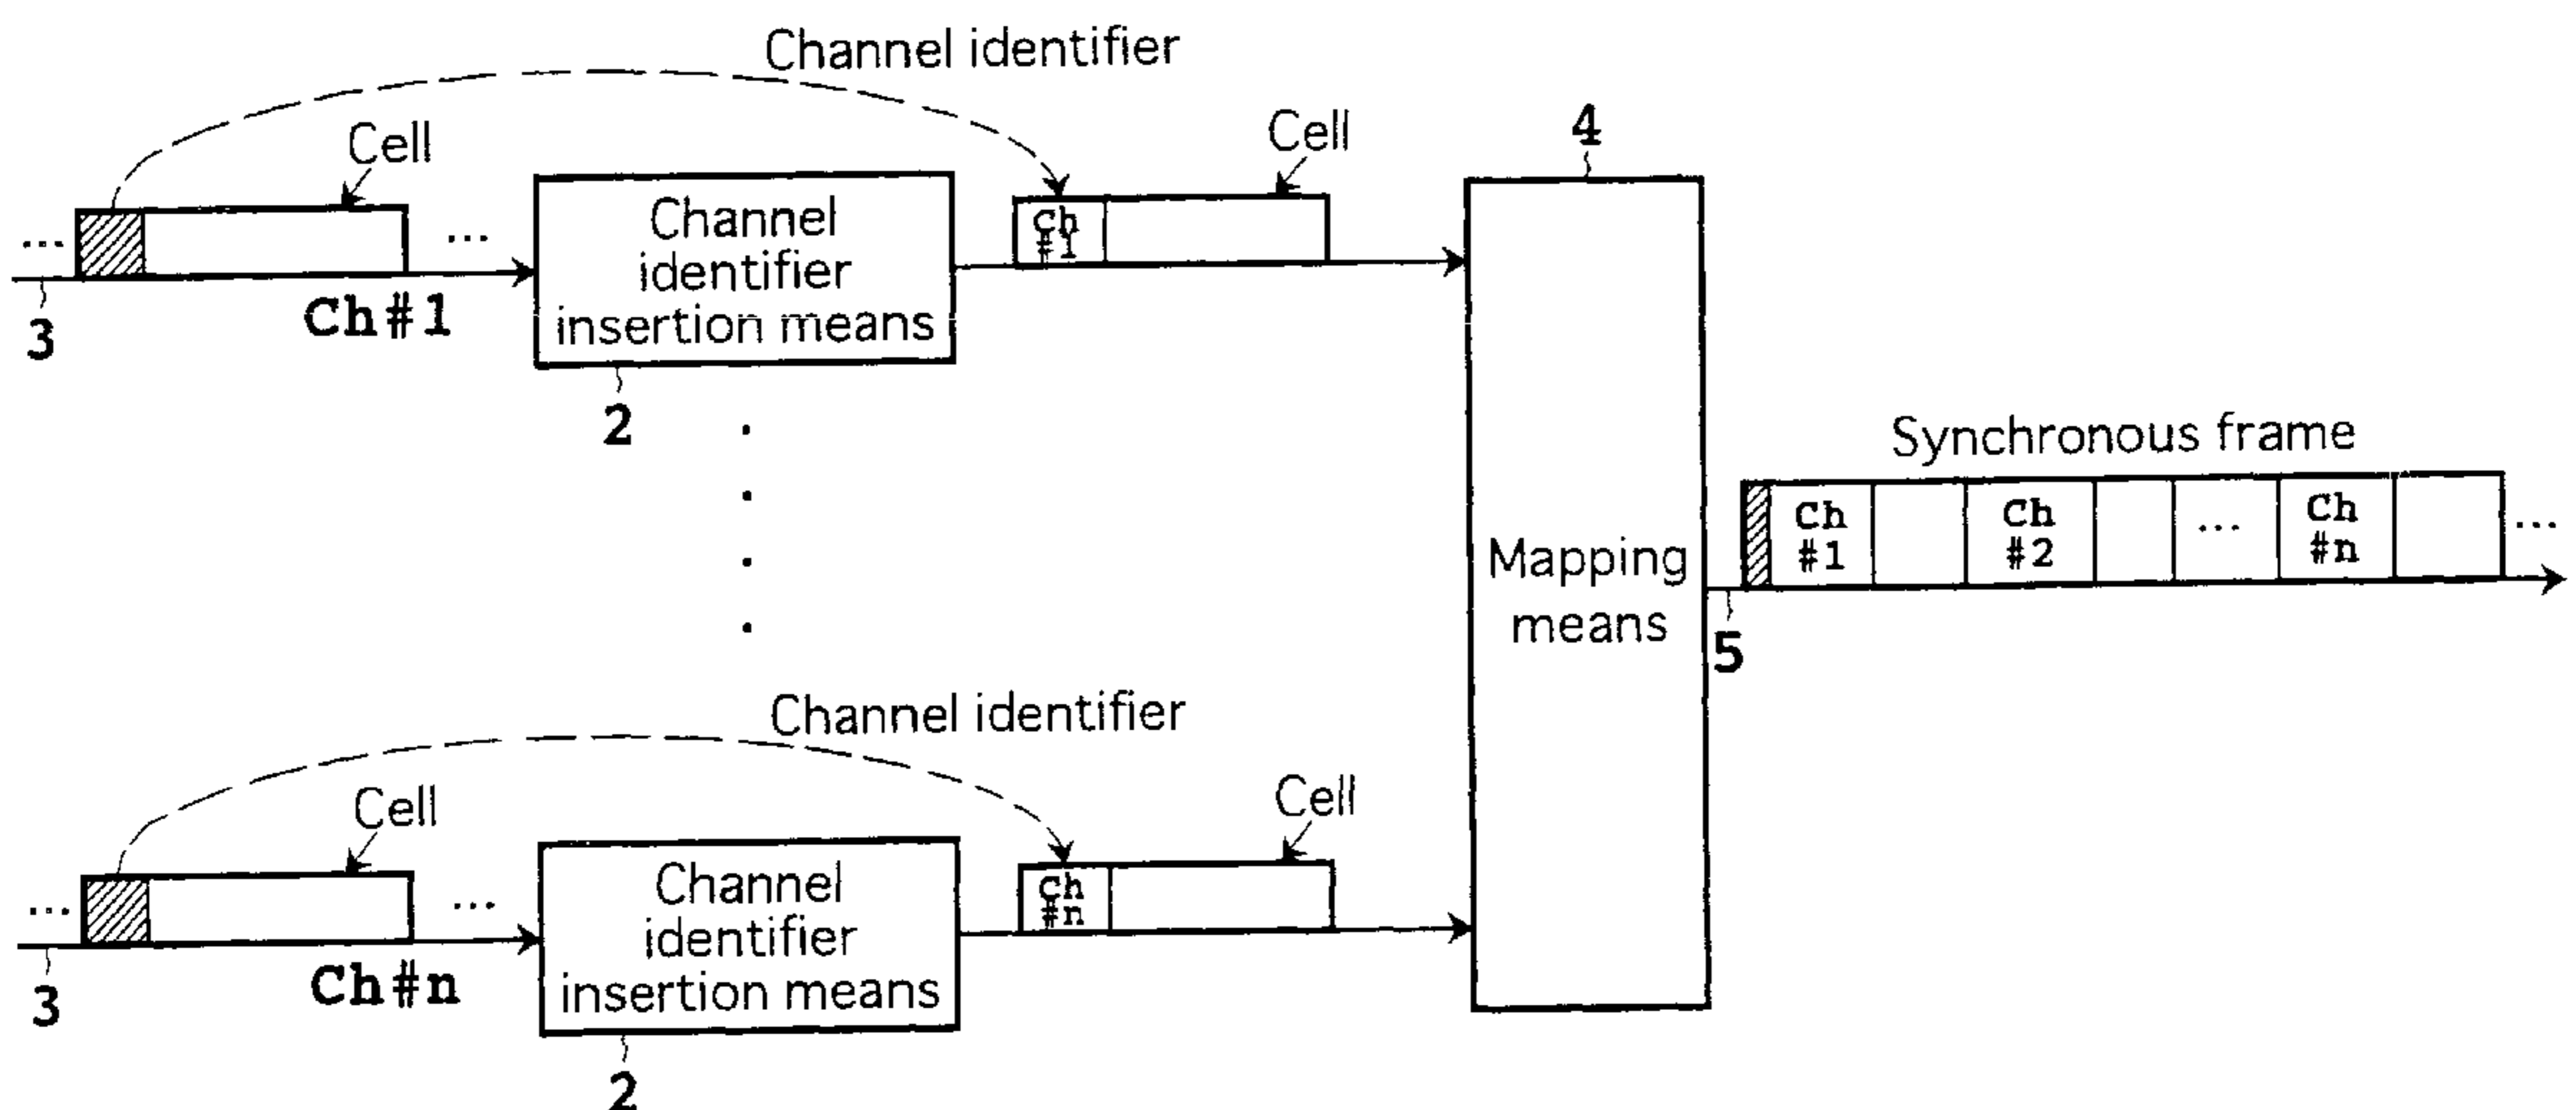 Channel identifier
Cell
Cell
4
...
Ch
#1
...
Channel
identifier
insertion means
3
Ch#1
2
Synchronous frame
Ch
#1
Ch
#2
...
Ch
#n
...
Mapping
means
5
Channel identifier
Cell
Cell
...
Ch
#n
...
Channel
identifier
insertion means
3
Ch#n
2